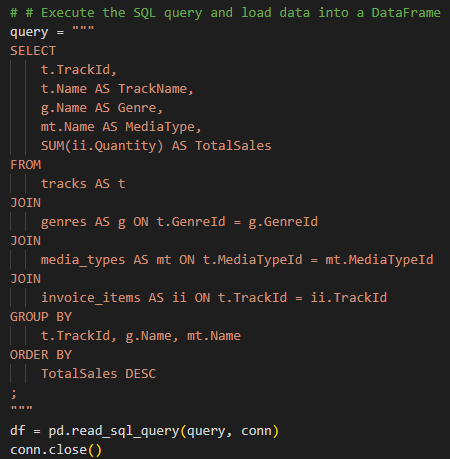 # # Execute the SQL query and load data into a DataFrame
query = """
SELECT
    t.TrackId,
    t.Name AS TrackName,
    g.Name AS Genre,
    mt.Name AS MediaType,
    SUM(ii.Quantity) AS TotalSales
FROM
    tracks AS t
JOIN
    genres AS g ON t.GenreId = g.GenreId
JOIN
    media_types AS mt ON t.MediaTypeId = mt.MediaTypeId
JOIN
    invoice_items AS ii ON t.TrackId = ii.TrackId
GROUP BY
    t.TrackId, g.Name, mt.Name
ORDER BY
    TotalSales DESC
;
"""
df = pd.read_sql_query(query, conn)
conn.close()